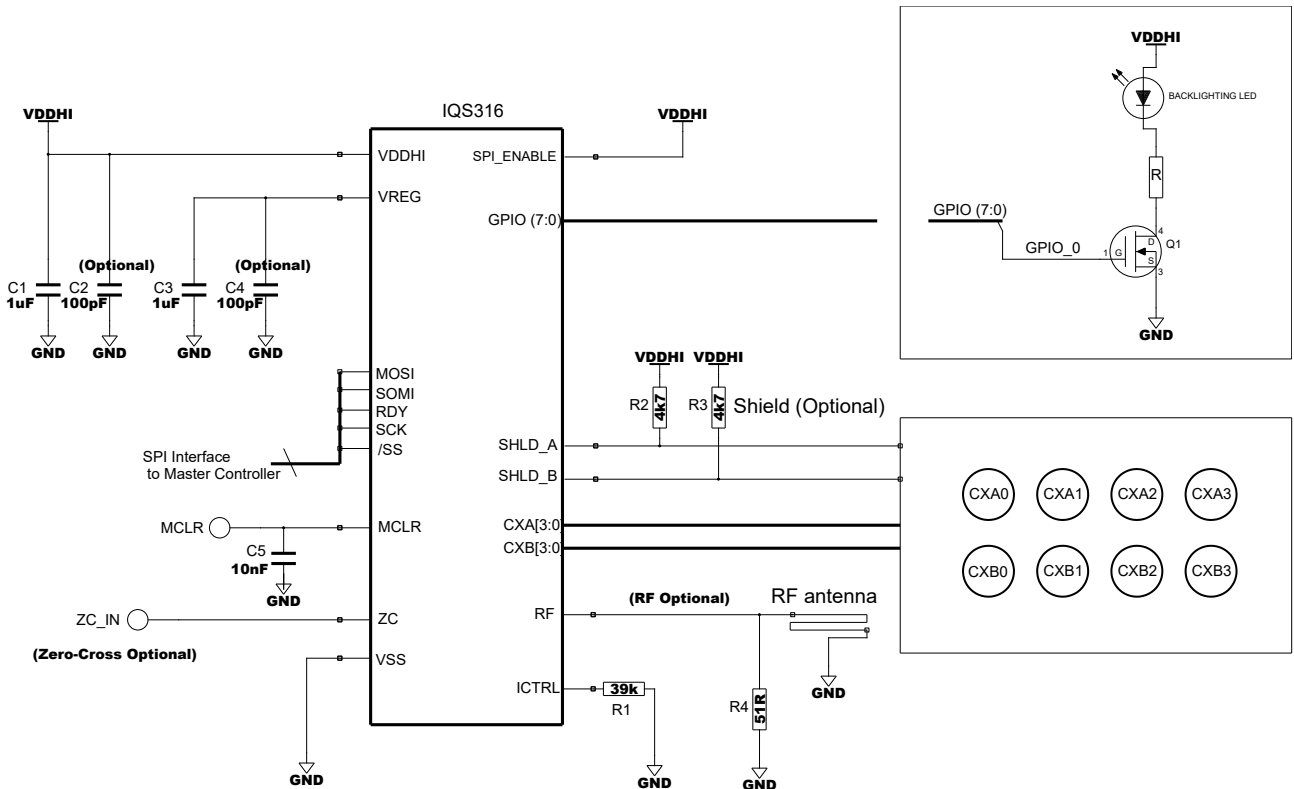 IQS316
VDDHI
VDDHI
VREG
(Optional)
(Optional)
C1
1uF
C2
100pF
C3
1uF
C4
100pF
GND
GND
GND
GND
MOSI
SOMI
RDY
SCK
/SS
SPI Interface
to Master Controller
MCLR
MCLR
C5
10nF
GND
ZC_IN
ZC
(Zero-Cross Optional)
VSS
GND
SPI_ENABLE
VDDHI
GPIO (7:0)
VDDHI
VDDHI
R2
4k7
R3
4k7
Shield (Optional)
SHLD_A
SHLD_B
CXA[3:0]
CXB[3:0]
RF
(RF Optional)
RF antenna
GND
ICTRL
39k
R1
GND
R4
51R
GND
VDDHI
BACKLIGHTING LED
R
GPIO (7:0)
GPIO_0
1
G
4
D
S
3
Q1
GND
CXA0
CXA1
CXA2
CXA3
CXB0
CXB1
CXB2
CXB3